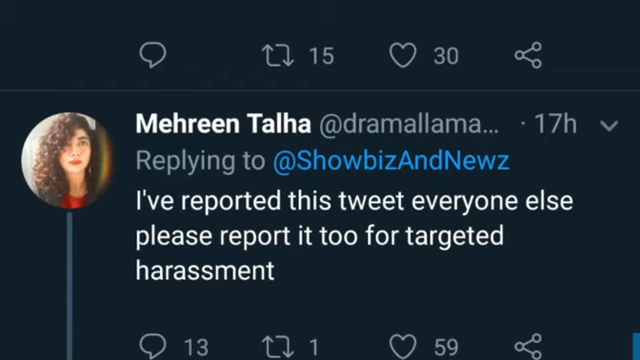 15 30
Mehreen Talha @dramallama... · 17h
Replying to @ShowbizAndNewz
I've reported this tweet everyone else
please report it too for targeted
harassment
13 1 59